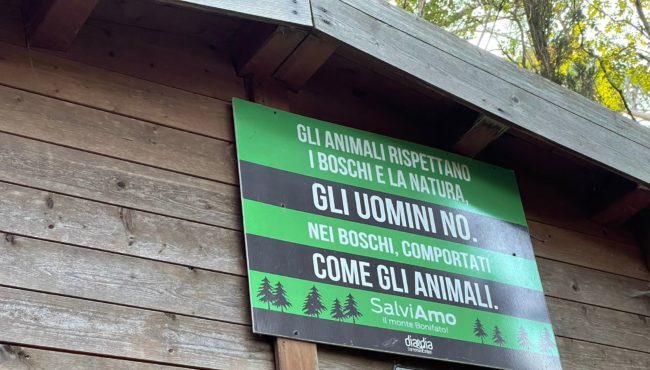 GLI ANIMALI RISPETTANO
I BOSCHI E LA NATURA,
GLI UOMINI NO.
NEI BOSCHI, COMPORTATI
COME GLI ANIMALI.
SalviAmo
il monte Bonifato!
diadia